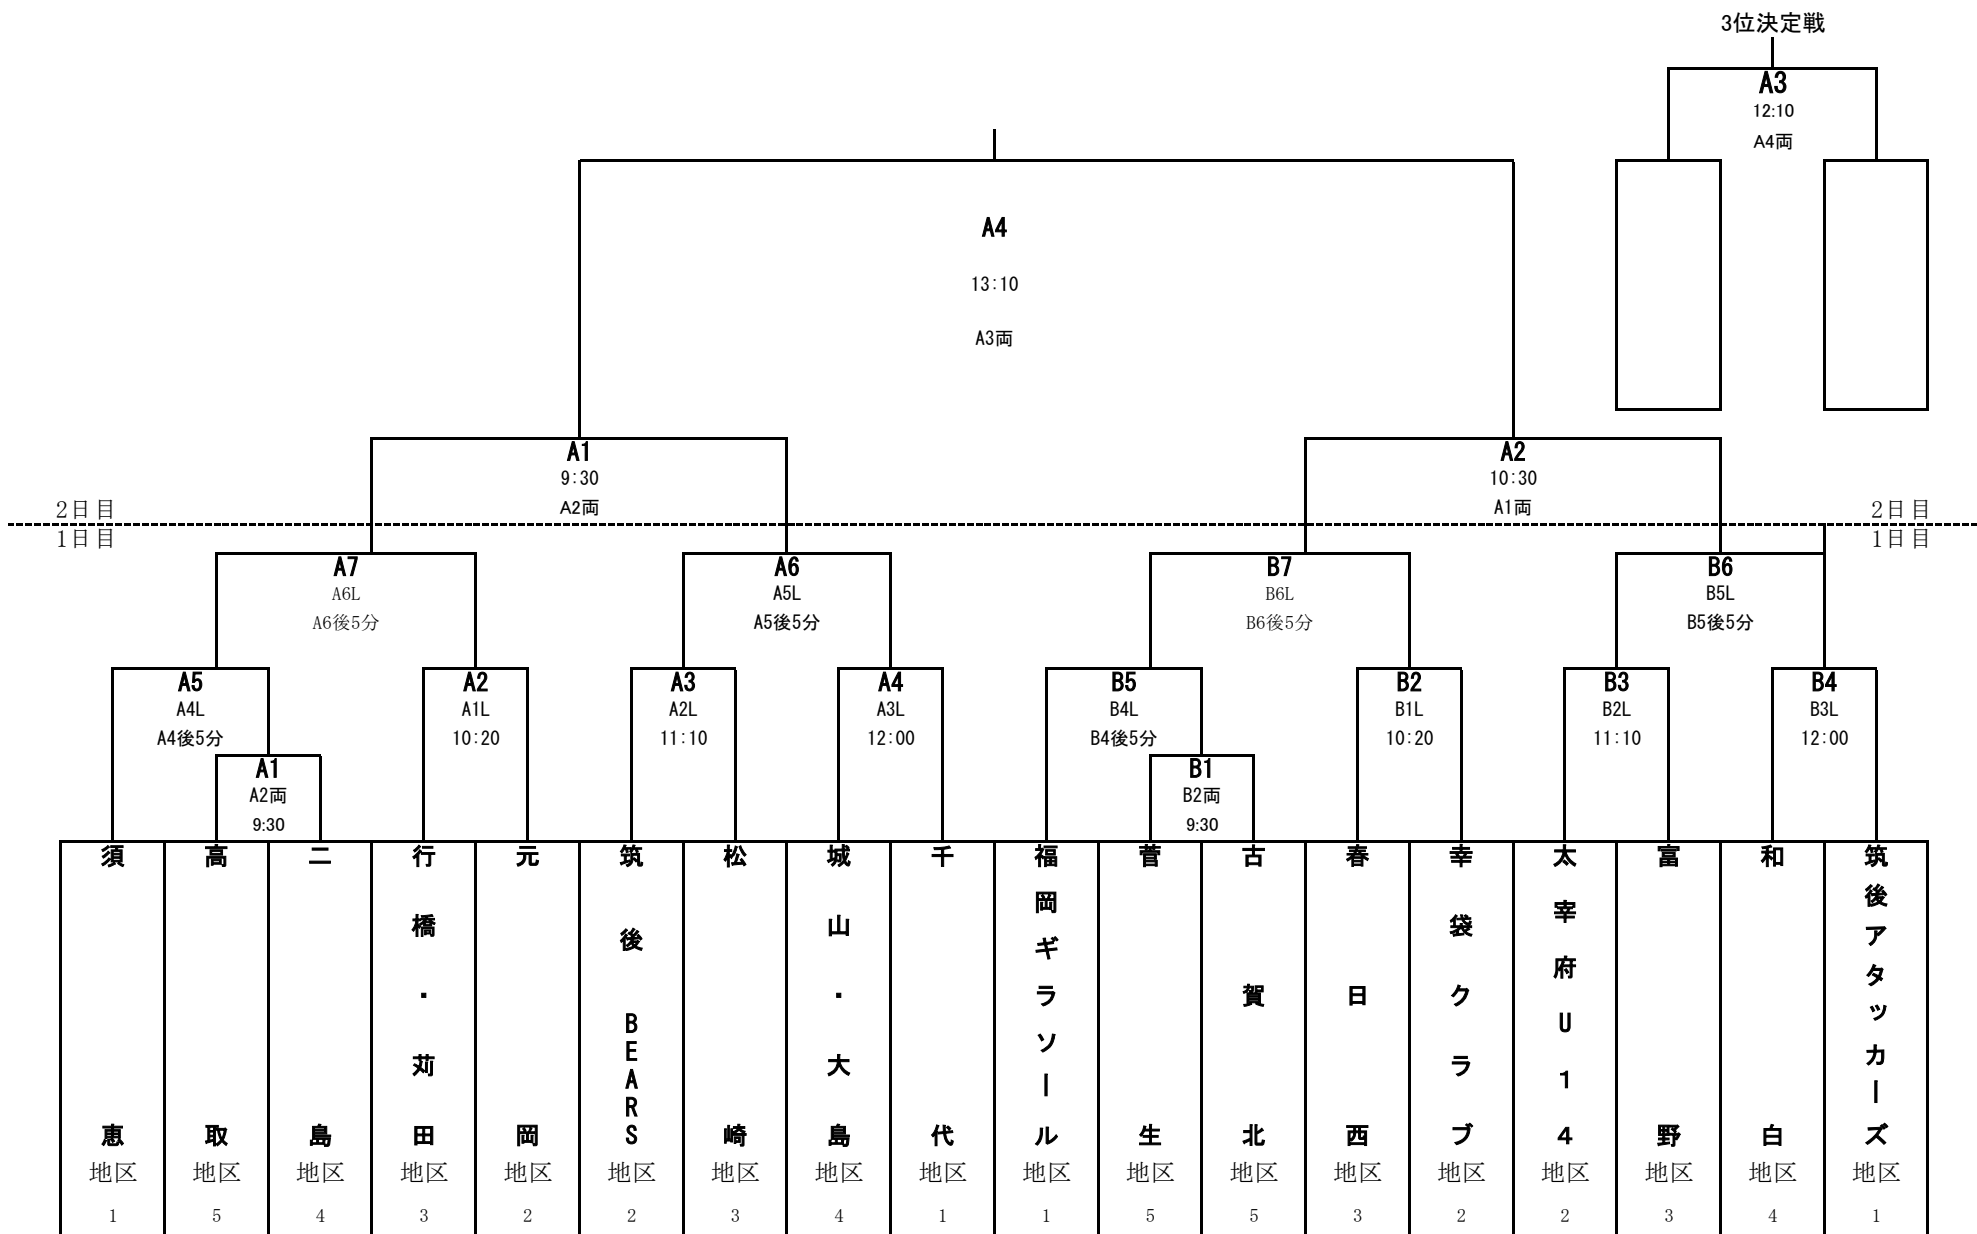 3位決定戦
A3
12:10
A4両
A4
13:10
A3両
A1
9:30
A2両
A2
10:30
A1両
2日目
2日目
1日目
1日目
A7
A6L
A6後5分
A6
A5L
A5後5分
B7
B6L
B6後5分
B6
B5L
B5後5分
A5
A4L
A4後5分
A2
A1L
10:20
A3
A2L
11:10
A4
A3L
12:00
B5
B4L
B4後5分
B2
B1L
10:20
B3
B2L
11:10
B4
B3L
12:00
A1
A2両
9:30
B1
B2両
9:30
須恵
地区
1
高取
地区
5
二島
地区
4
行橋・苅田
地区
3
元岡
地区
2
筑後BEARS
地区
2
松崎
地区
3
城山・大島
地区
4
千代
地区
1
福岡ギラソール
地区
1
菅生
地区
5
古賀北
地区
5
春日西
地区
3
幸袋クラブ
地区
2
太宰府U14
地区
2
富野
地区
3
和白
地区
4
筑後アタッカーズ
地区
1